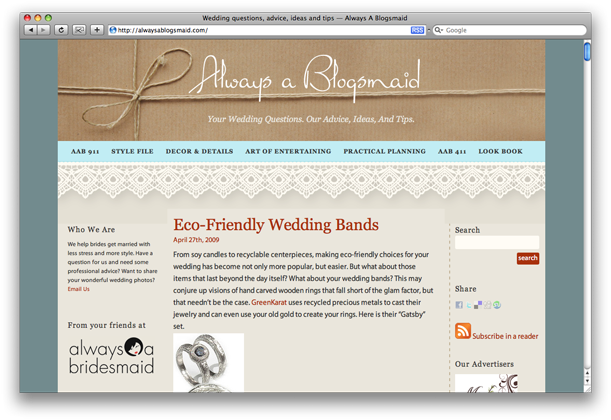 Wedding questions, advice, ideas and tips — Always A Blogsmaid
http://alwaysablogsmaid.com/
RSS
Google
Always a Blogsmaid
Your Wedding Questions. Our Advice, Ideas, And Tips.
AAB 911 STYLE FILE DECOR & DETAILS ART OF ENTERTAINING PRACTICAL PLANNING AAB 411 LOOK BOOK
Who We Are
We help brides get married with
less stress and more style. Have a
question for us and need some
professional advice? Want to share
your wonderful wedding photos?
Email Us
From your friends at
always a
bridesmaid
Eco-Friendly Wedding Bands
April 27th, 2009
From soy candles to recyclable centerpieces, making eco-friendly choices for your
wedding has become not only more popular, but easier. But what about those
items that last beyond the day itself? What about your wedding bands? This may
conjure up visions of hand carved wooden rings that fall short of the glam factor, but
that needn't be the case. GreenKarat uses recycled precious metals to cast their
jewelry and can even use your old gold to create your rings. Here is their "Gatsby"
set.
Search
search
Share
Subscribe in a reader
Our Advertisers